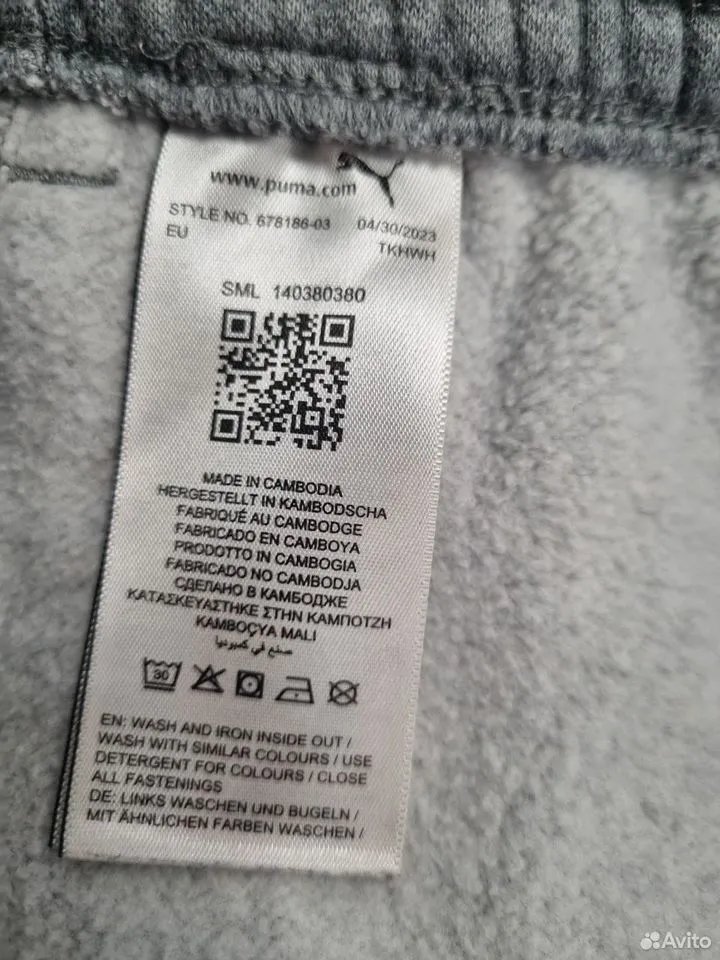 www.puma.com
STYLE NO. 678186-03 04/30/2023
EU TKHWH
SML 140380380
MADE IN CAMBODIA
HERGESTELLT IN KAMBODSCHA
FABRIQUÉ AU CAMBODGE
FABRICADO EN CAMBOYA
PRODOTTO IN CAMBOGIA
FABRICADO NO CAMBODJA
СДЕЛАНО В КАМБОДЖЕ
ΚΑΤΑΣΚΕΥΑΣΤΗΚΕ ΣΤΗΝ ΚΑΜΠΟΤΖΗ
KAMBOÇYA MALI
صنع في كمبوديا
30
EN: WASH AND IRON INSIDE OUT /
WASH WITH SIMILAR COLOURS / USE
DETERGENT FOR COLOURS / CLOSE
ALL FASTENINGS
DE: LINKS WASCHEN UND BUGELN /
MIT ÄHNLICHEN FARBEN WASCHEN /
Avito